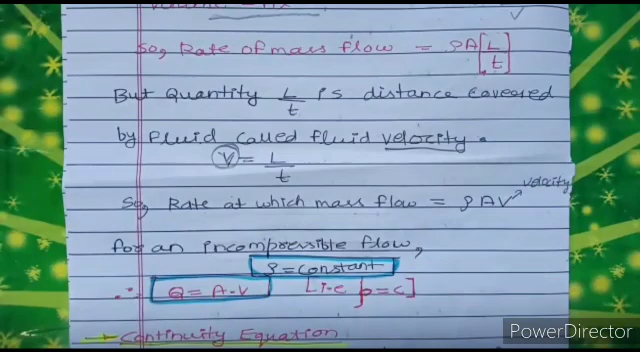 So, Rate of mass flow = ρA[L/t]
But Quantity L/t is distance covered
by fluid called fluid velocity.
V = L/t
velocity
So, Rate at which mass flow = ρAV
for an incompressible flow,
ρ = constant
∴ Q = A·V [i.e ρ=c]
→ Continuity Equation
PowerDirector